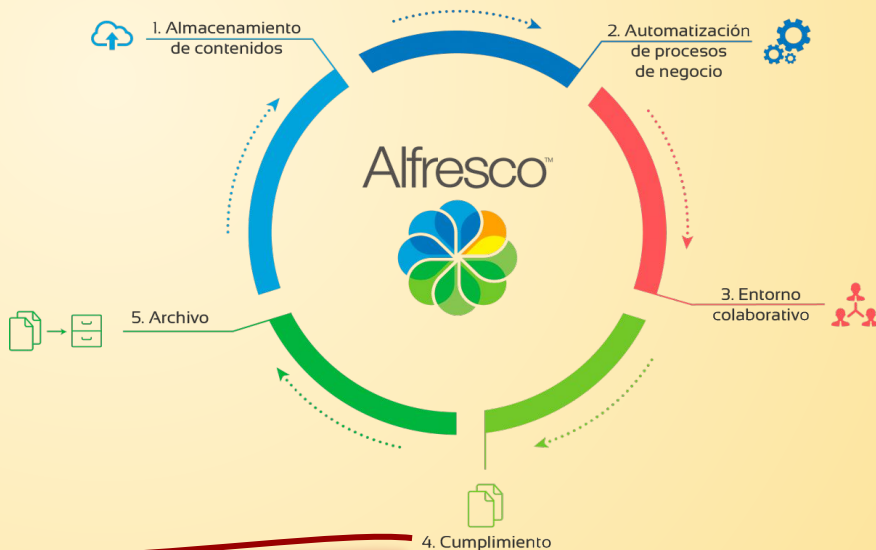 1. Almacenamiento
de contenidos
2. Automatización
de procesos
de negocio
Alfresco™
3. Entorno
colaborativo
4. Cumplimiento
5. Archivo